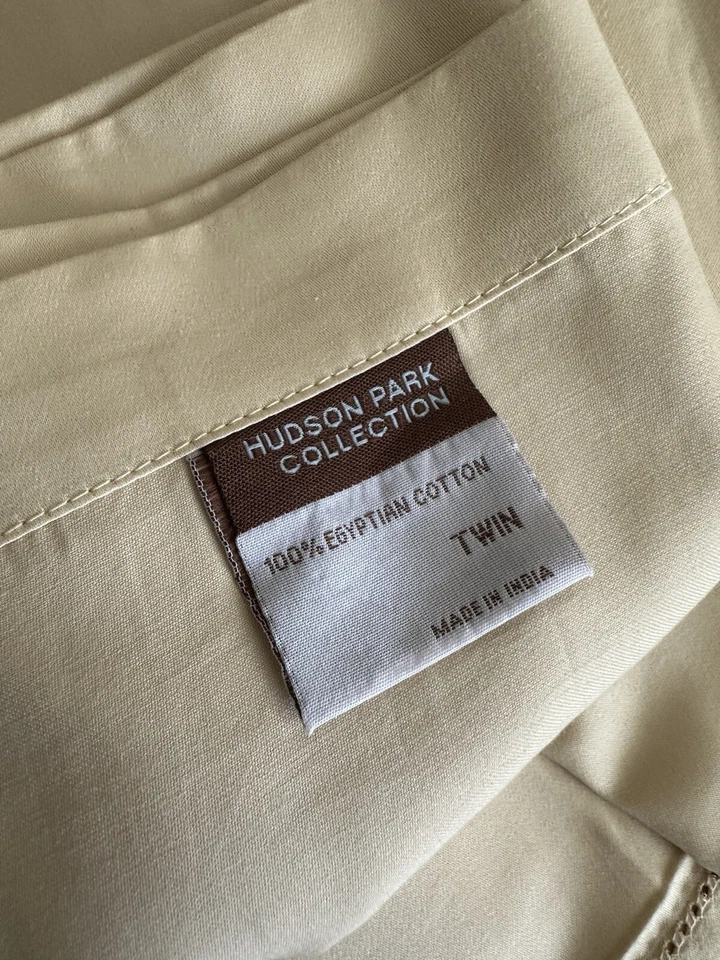 HUDSON PARK
COLLECTION
100% EGYPTIAN COTTON
TWIN
MADE IN INDIA